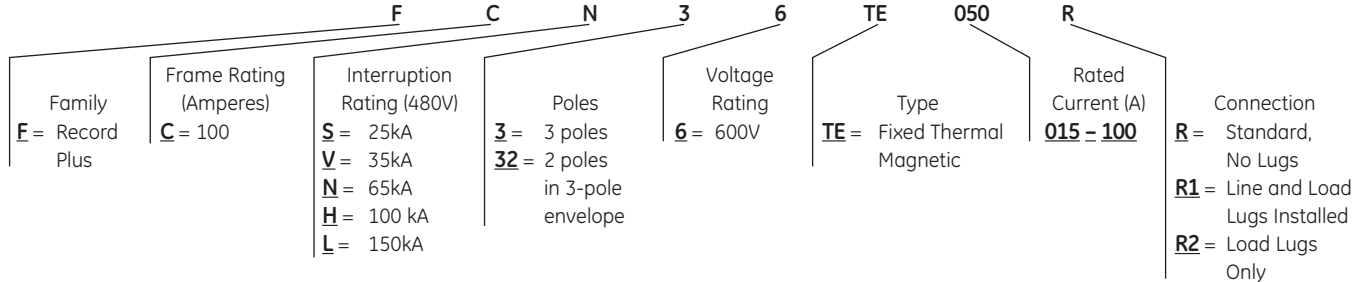 F C N 3 6 TE 050 R
Family
F = Record
Plus
Frame Rating
(Amperes)
C = 100
Interruption
Rating (480V)
S = 25kA
V = 35kA
N = 65kA
H = 100 kA
L = 150kA
Poles
3 = 3 poles
32 = 2 poles
in 3-pole
envelope
Voltage
Rating
6 = 600V
Type
TE = Fixed Thermal
Magnetic
Rated
Current (A)
015 – 100
Connection
R = Standard,
No Lugs
R1 = Line and Load
Lugs Installed
R2 = Load Lugs
Only